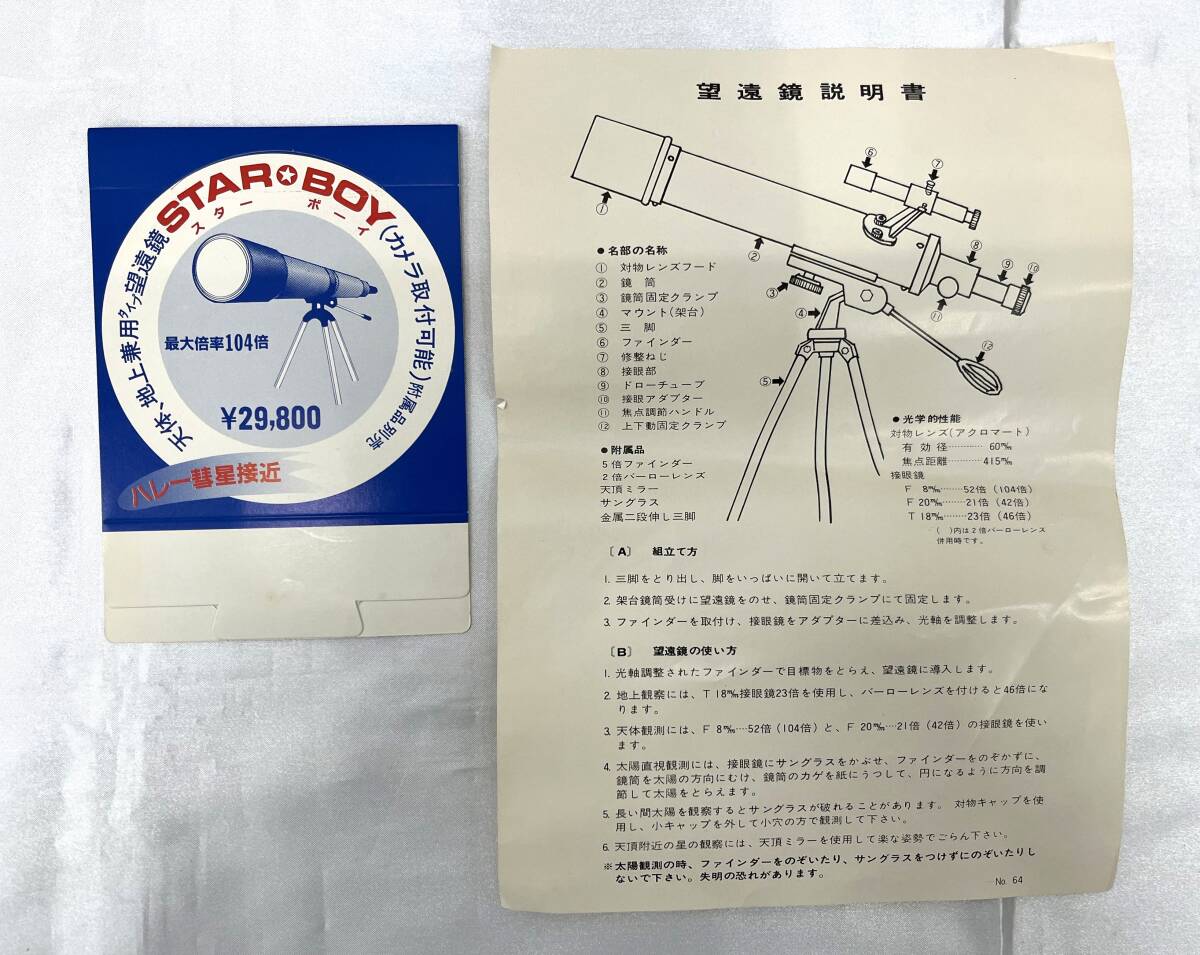 天体、地上兼用タイプ望遠鏡
STAR☆BOY
スターボーイ
(カメラ取付可能)附属品別売
最大倍率104倍
¥29,800
ハレー彗星接近
望遠鏡説明書
⑥
⑦
①
②
⑧
⑨
⑩
③
④
⑪
⑤
⑫
●名部の名称
① 対物レンズフード
② 鏡筒
③ 鏡筒固定クランプ
④ マウント(架台)
⑤ 三脚
⑥ ファインダー
⑦ 修整ねじ
⑧ 接眼部
⑨ ドローチューブ
⑩ 接眼アダプター
⑪ 焦点調節ハンドル
⑫ 上下動固定クランプ
●附属品
5倍ファインダー
2倍バーローレンズ
天頂ミラー
サングラス
金属二段伸し三脚
●光学的性能
対物レンズ(アクロマート)
有効径………… 60㎜
焦点距離……… 415㎜
接眼鏡
F 8㎜………52倍(104倍)
F 20㎜………21倍(42倍)
T 18㎜………23倍(46倍)
( )内は2倍バーローレンス
併用時です。
〔A〕 組立て方
1. 三脚をとり出し、脚をいっぱいに開いて立てます。
2. 架台鏡筒受けに望遠鏡をのせ、鏡筒固定クランプにて固定します。
3. ファインダーを取付け、接眼鏡をアダプターに差込み、光軸を調整します。
〔B〕 望遠鏡の使い方
1. 光軸調整されたファインダーで目標物をとらえ、望遠鏡に導入します。
2. 地上観察には、T 18㎜接眼鏡23倍を使用し、バーローレンズを付けると46倍にな
ります。
3. 天体観測には、F 8㎜…52倍(104倍)と、F 20㎜…21倍(42倍)の接眼鏡を使い
ます。
4. 太陽直視観測には、接眼鏡にサングラスをかぶせ、ファインダーをのぞかずに、
鏡筒を太陽の方向にむけ、鏡筒のカゲを紙にうつして、円になるように方向を調
節して太陽をとらえます。
5. 長い間太陽を観察するとサングラスが破れることがあります。 対物キャップを使
用し、小キャップを外して小穴の方で観測して下さい。
6. 天頂附近の星の観察には、天頂ミラーを使用して楽な姿勢でごらん下さい。
※太陽観測の時、ファインダーをのぞいたり、サングラスをつけずにのぞいたりし
ないで下さい。失明の恐れがあります。
No. 64